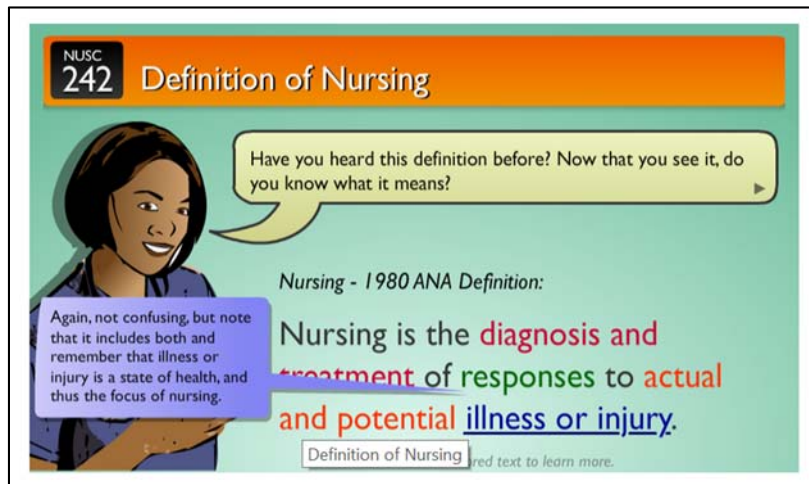 NUSC
242
Definition of Nursing
Have you heard this definition before? Now that you see it, do
you know what it means?
Nursing - 1980 ANA Definition:
Again, not confusing, but note
that it includes both and
remember that illness or
injury is a state of health, and
thus the focus of nursing.
Nursing is the diagnosis and
treatment of responses to actual
and potential illness or injury.
Definition of Nursing
red text to learn more.